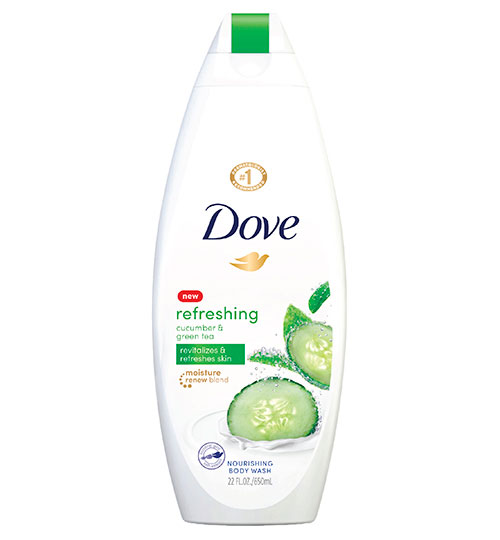 #1
Dove
new
refreshing
cucumber &
green tea
revitalizes &
refreshes skin
moisture
renew blend
NOURISHING
BODY WASH
22 FL.OZ./650mL